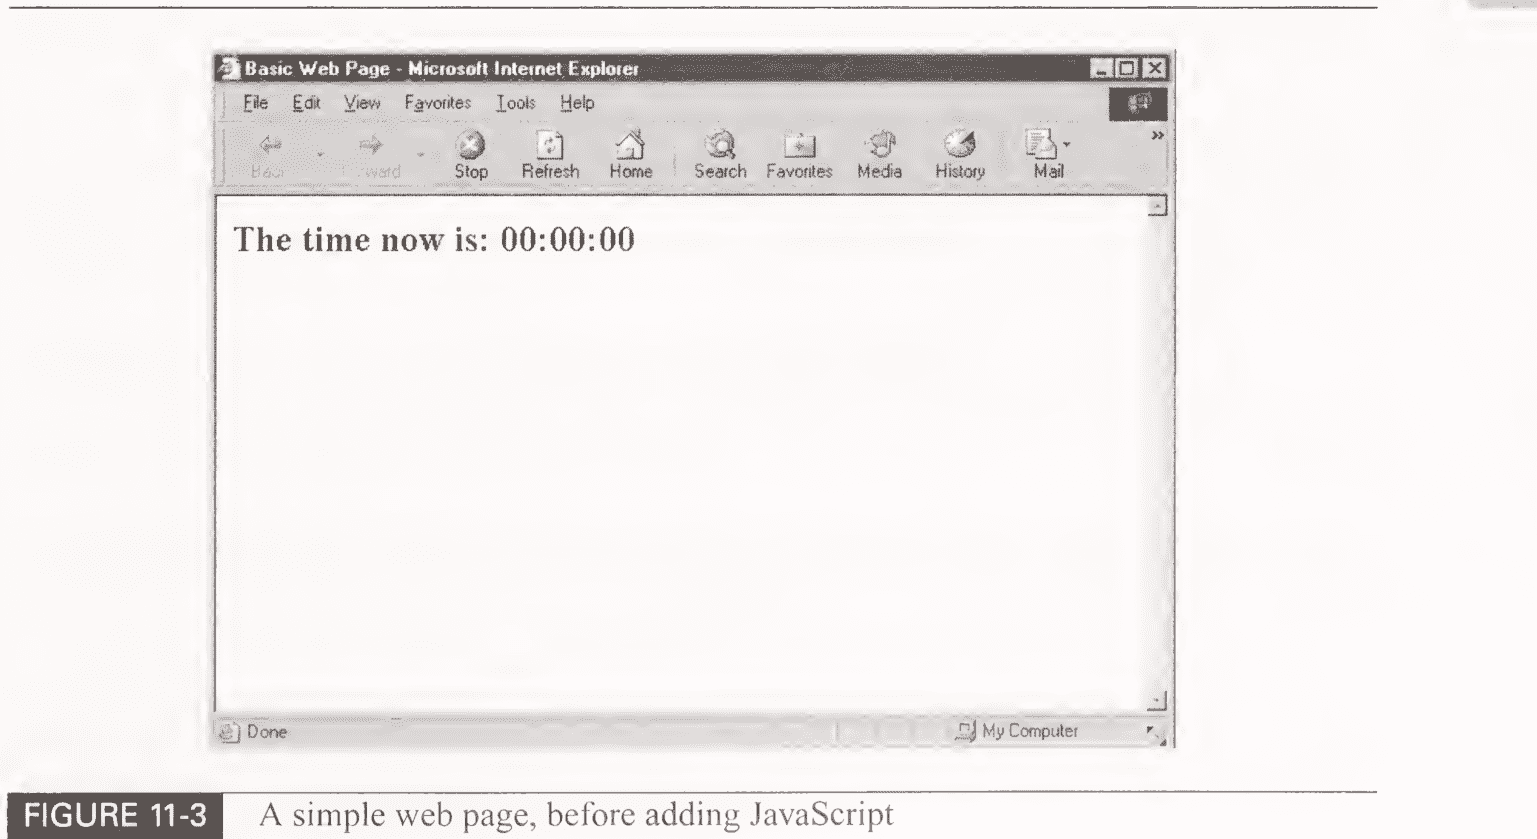 Basic Web Page - Microsoft Internet Explorer
File Edit View Favorites Tools Help
Back Forward Stop Refresh Home Search Favorites Media History Mail »
The time now is: 00:00:00
Done My Computer
FIGURE 11-3 A simple web page, before adding JavaScript